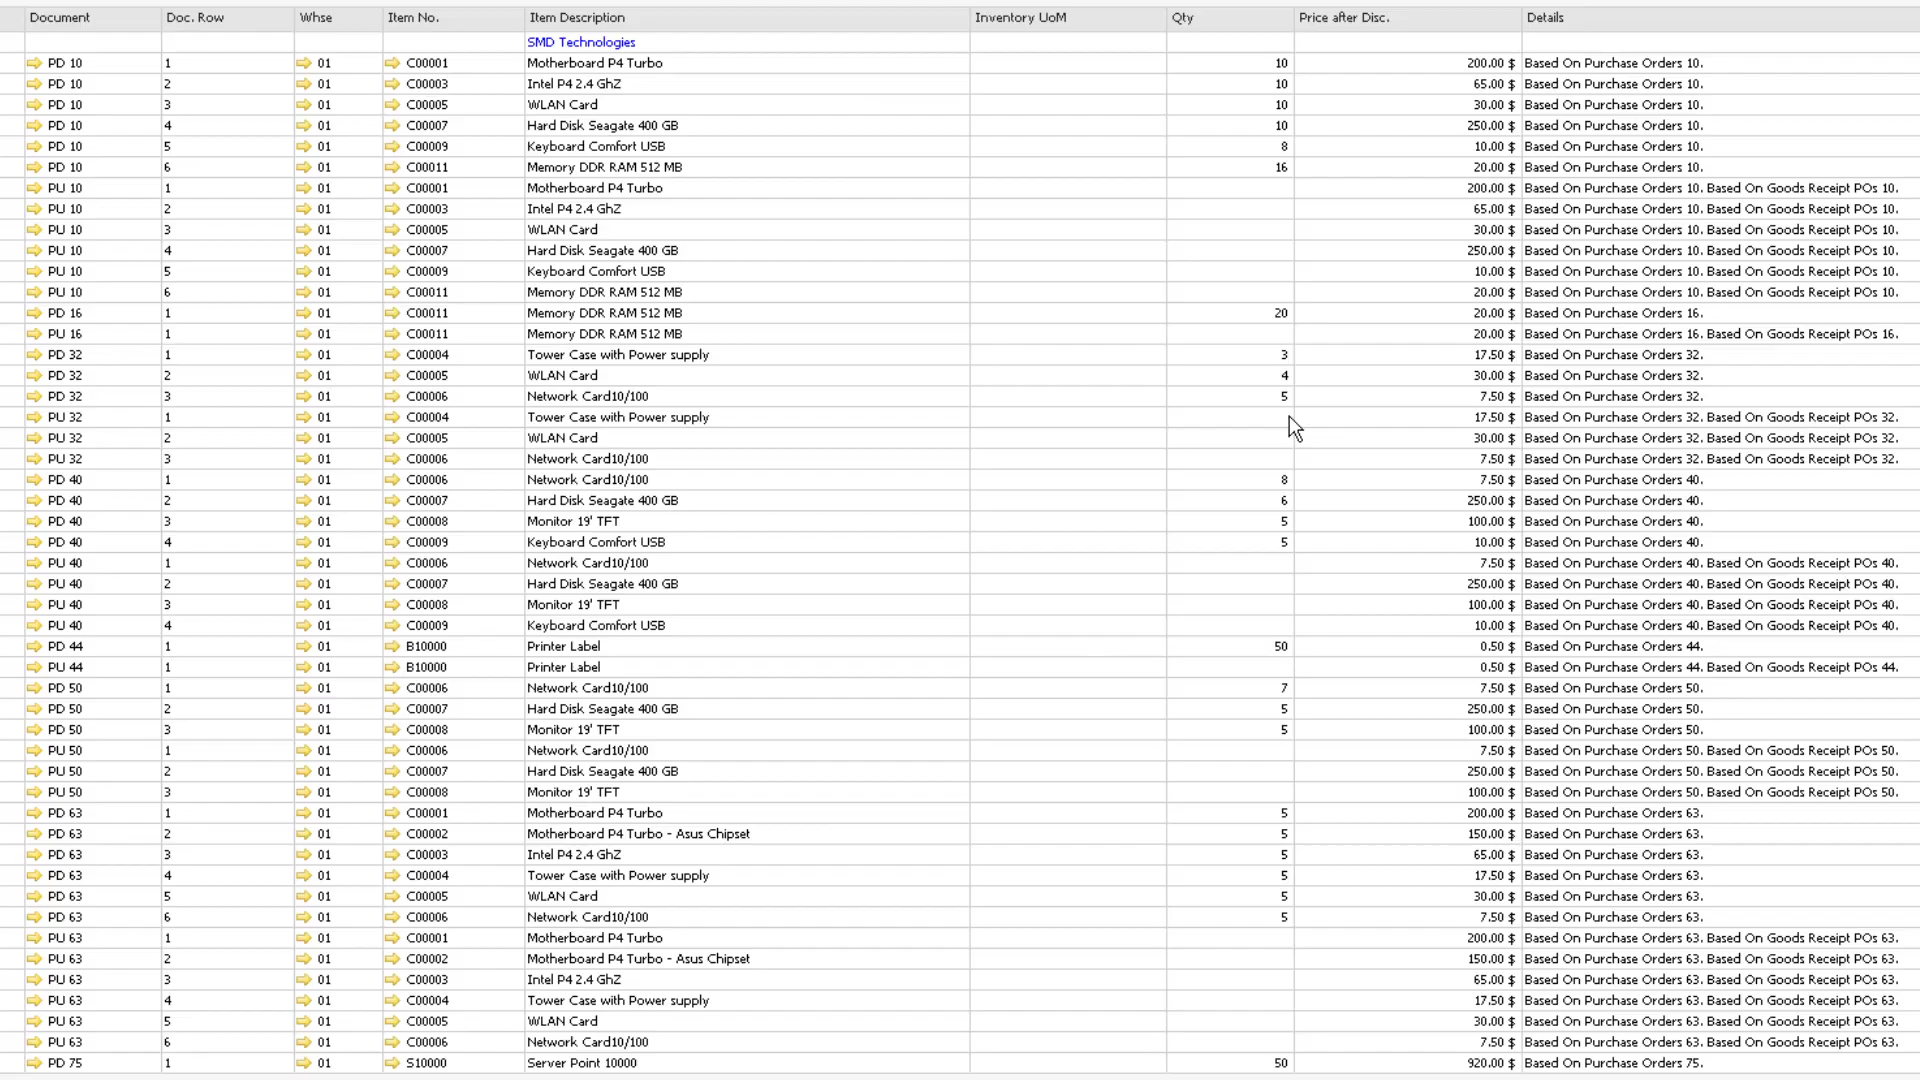 Document Doc. Row Whse Item No. Item Description Inventory UoM Qty Price after Disc. Details
SMD Technologies
PD 10 1 01 C00001 Motherboard P4 Turbo 10 200.00 $ Based On Purchase Orders 10.
PD 10 2 01 C00003 Intel P4 2.4 GhZ 10 65.00 $ Based On Purchase Orders 10.
PD 10 3 01 C00005 WLAN Card 10 30.00 $ Based On Purchase Orders 10.
PD 10 4 01 C00007 Hard Disk Seagate 400 GB 10 250.00 $ Based On Purchase Orders 10.
PD 10 5 01 C00009 Keyboard Comfort USB 8 10.00 $ Based On Purchase Orders 10.
PD 10 6 01 C00011 Memory DDR RAM 512 MB 16 20.00 $ Based On Purchase Orders 10.
PU 10 1 01 C00001 Motherboard P4 Turbo 200.00 $ Based On Purchase Orders 10. Based On Goods Receipt POs 10.
PU 10 2 01 C00003 Intel P4 2.4 GhZ 65.00 $ Based On Purchase Orders 10. Based On Goods Receipt POs 10.
PU 10 3 01 C00005 WLAN Card 30.00 $ Based On Purchase Orders 10. Based On Goods Receipt POs 10.
PU 10 4 01 C00007 Hard Disk Seagate 400 GB 250.00 $ Based On Purchase Orders 10. Based On Goods Receipt POs 10.
PU 10 5 01 C00009 Keyboard Comfort USB 10.00 $ Based On Purchase Orders 10. Based On Goods Receipt POs 10.
PU 10 6 01 C00011 Memory DDR RAM 512 MB 20.00 $ Based On Purchase Orders 10. Based On Goods Receipt POs 10.
PD 16 1 01 C00011 Memory DDR RAM 512 MB 20 20.00 $ Based On Purchase Orders 16.
PU 16 1 01 C00011 Memory DDR RAM 512 MB 20.00 $ Based On Purchase Orders 16. Based On Goods Receipt POs 16.
PD 32 1 01 C00004 Tower Case with Power supply 3 17.50 $ Based On Purchase Orders 32.
PD 32 2 01 C00005 WLAN Card 4 30.00 $ Based On Purchase Orders 32.
PD 32 3 01 C00006 Network Card10/100 5 7.50 $ Based On Purchase Orders 32.
PU 32 1 01 C00004 Tower Case with Power supply 17.50 $ Based On Purchase Orders 32. Based On Goods Receipt POs 32.
PU 32 2 01 C00005 WLAN Card 30.00 $ Based On Purchase Orders 32. Based On Goods Receipt POs 32.
PU 32 3 01 C00006 Network Card10/100 7.50 $ Based On Purchase Orders 32. Based On Goods Receipt POs 32.
PD 40 1 01 C00006 Network Card10/100 8 7.50 $ Based On Purchase Orders 40.
PD 40 2 01 C00007 Hard Disk Seagate 400 GB 6 250.00 $ Based On Purchase Orders 40.
PD 40 3 01 C00008 Monitor 19' TFT 5 100.00 $ Based On Purchase Orders 40.
PD 40 4 01 C00009 Keyboard Comfort USB 5 10.00 $ Based On Purchase Orders 40.
PU 40 1 01 C00006 Network Card10/100 7.50 $ Based On Purchase Orders 40. Based On Goods Receipt POs 40.
PU 40 2 01 C00007 Hard Disk Seagate 400 GB 250.00 $ Based On Purchase Orders 40. Based On Goods Receipt POs 40.
PU 40 3 01 C00008 Monitor 19' TFT 100.00 $ Based On Purchase Orders 40. Based On Goods Receipt POs 40.
PU 40 4 01 C00009 Keyboard Comfort USB 10.00 $ Based On Purchase Orders 40. Based On Goods Receipt POs 40.
PD 44 1 01 B10000 Printer Label 50 0.50 $ Based On Purchase Orders 44.
PU 44 1 01 B10000 Printer Label 0.50 $ Based On Purchase Orders 44. Based On Goods Receipt POs 44.
PD 50 1 01 C00006 Network Card10/100 7 7.50 $ Based On Purchase Orders 50.
PD 50 2 01 C00007 Hard Disk Seagate 400 GB 5 250.00 $ Based On Purchase Orders 50.
PD 50 3 01 C00008 Monitor 19' TFT 5 100.00 $ Based On Purchase Orders 50.
PU 50 1 01 C00006 Network Card10/100 7.50 $ Based On Purchase Orders 50. Based On Goods Receipt POs 50.
PU 50 2 01 C00007 Hard Disk Seagate 400 GB 250.00 $ Based On Purchase Orders 50. Based On Goods Receipt POs 50.
PU 50 3 01 C00008 Monitor 19' TFT 100.00 $ Based On Purchase Orders 50. Based On Goods Receipt POs 50.
PD 63 1 01 C00001 Motherboard P4 Turbo 5 200.00 $ Based On Purchase Orders 63.
PD 63 2 01 C00002 Motherboard P4 Turbo - Asus Chipset 5 150.00 $ Based On Purchase Orders 63.
PD 63 3 01 C00003 Intel P4 2.4 GhZ 5 65.00 $ Based On Purchase Orders 63.
PD 63 4 01 C00004 Tower Case with Power supply 5 17.50 $ Based On Purchase Orders 63.
PD 63 5 01 C00005 WLAN Card 5 30.00 $ Based On Purchase Orders 63.
PD 63 6 01 C00006 Network Card10/100 5 7.50 $ Based On Purchase Orders 63.
PU 63 1 01 C00001 Motherboard P4 Turbo 200.00 $ Based On Purchase Orders 63. Based On Goods Receipt POs 63.
PU 63 2 01 C00002 Motherboard P4 Turbo - Asus Chipset 150.00 $ Based On Purchase Orders 63. Based On Goods Receipt POs 63.
PU 63 3 01 C00003 Intel P4 2.4 GhZ 65.00 $ Based On Purchase Orders 63. Based On Goods Receipt POs 63.
PU 63 4 01 C00004 Tower Case with Power supply 17.50 $ Based On Purchase Orders 63. Based On Goods Receipt POs 63.
PU 63 5 01 C00005 WLAN Card 30.00 $ Based On Purchase Orders 63. Based On Goods Receipt POs 63.
PU 63 6 01 C00006 Network Card10/100 7.50 $ Based On Purchase Orders 63. Based On Goods Receipt POs 63.
PD 75 1 01 S10000 Server Point 10000 50 920.00 $ Based On Purchase Orders 75.